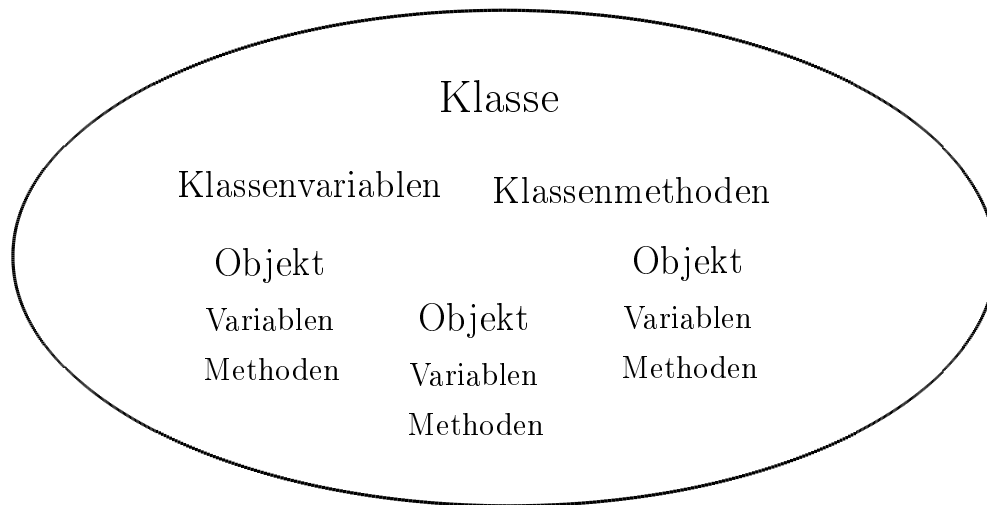 Klasse
Klassenvariablen
Klassenmethoden
Objekt
Variablen
Methoden
Objekt
Variablen
Methoden
Objekt
Variablen
Methoden